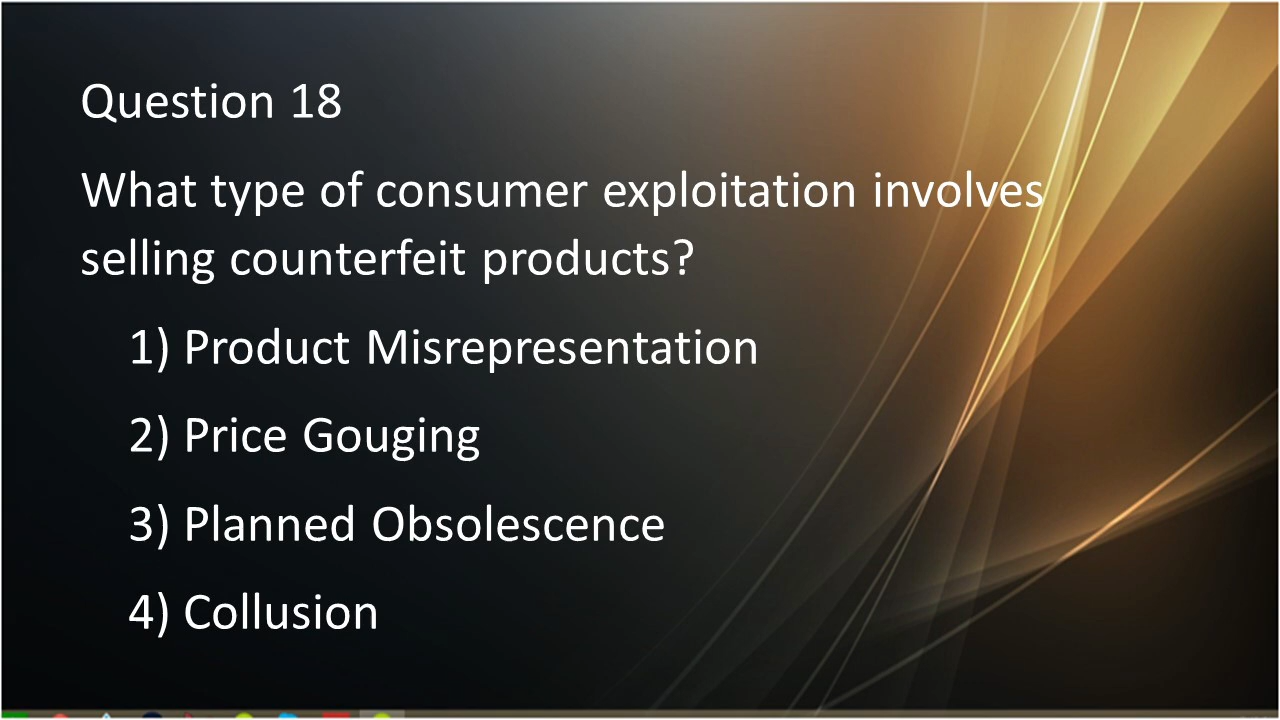 Question 18
What type of consumer exploitation involves
selling counterfeit products?
1) Product Misrepresentation
2) Price Gouging
3) Planned Obsolescence
4) Collusion